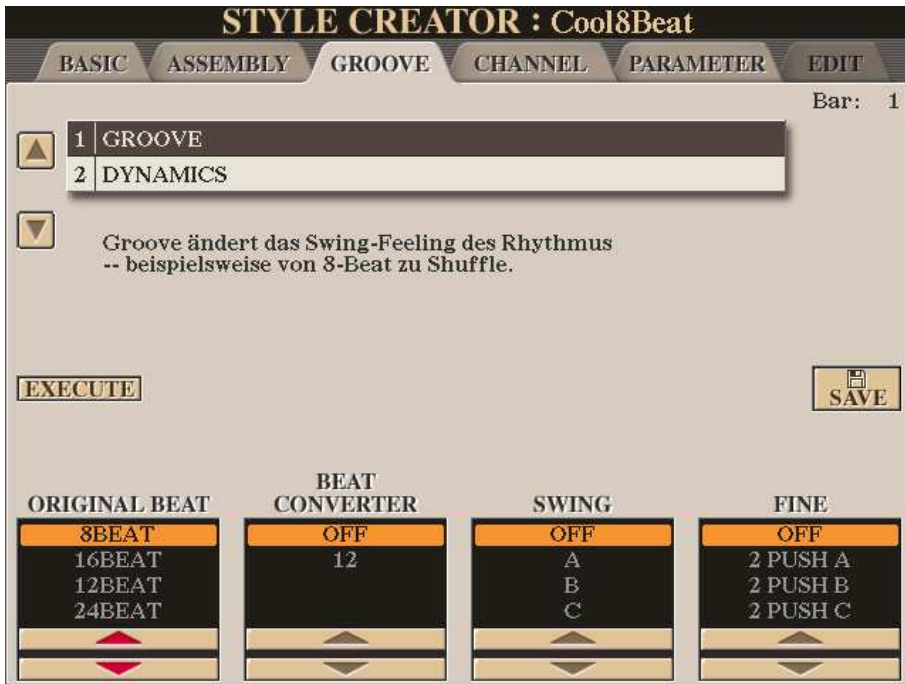 STYLE CREATOR : Cool8Beat
BASIC ASSEMBLY GROOVE CHANNEL PARAMETER EDIT
Bar: 1
1 GROOVE
2 DYNAMICS
Groove ändert das Swing-Feeling des Rhythmus
-- beispielsweise von 8-Beat zu Shuffle.
EXECUTE
SAVE
ORIGINAL BEAT
8BEAT
16BEAT
12BEAT
24BEAT
BEAT
CONVERTER
OFF
12
SWING
OFF
A
B
C
FINE
OFF
2 PUSH A
2 PUSH B
2 PUSH C